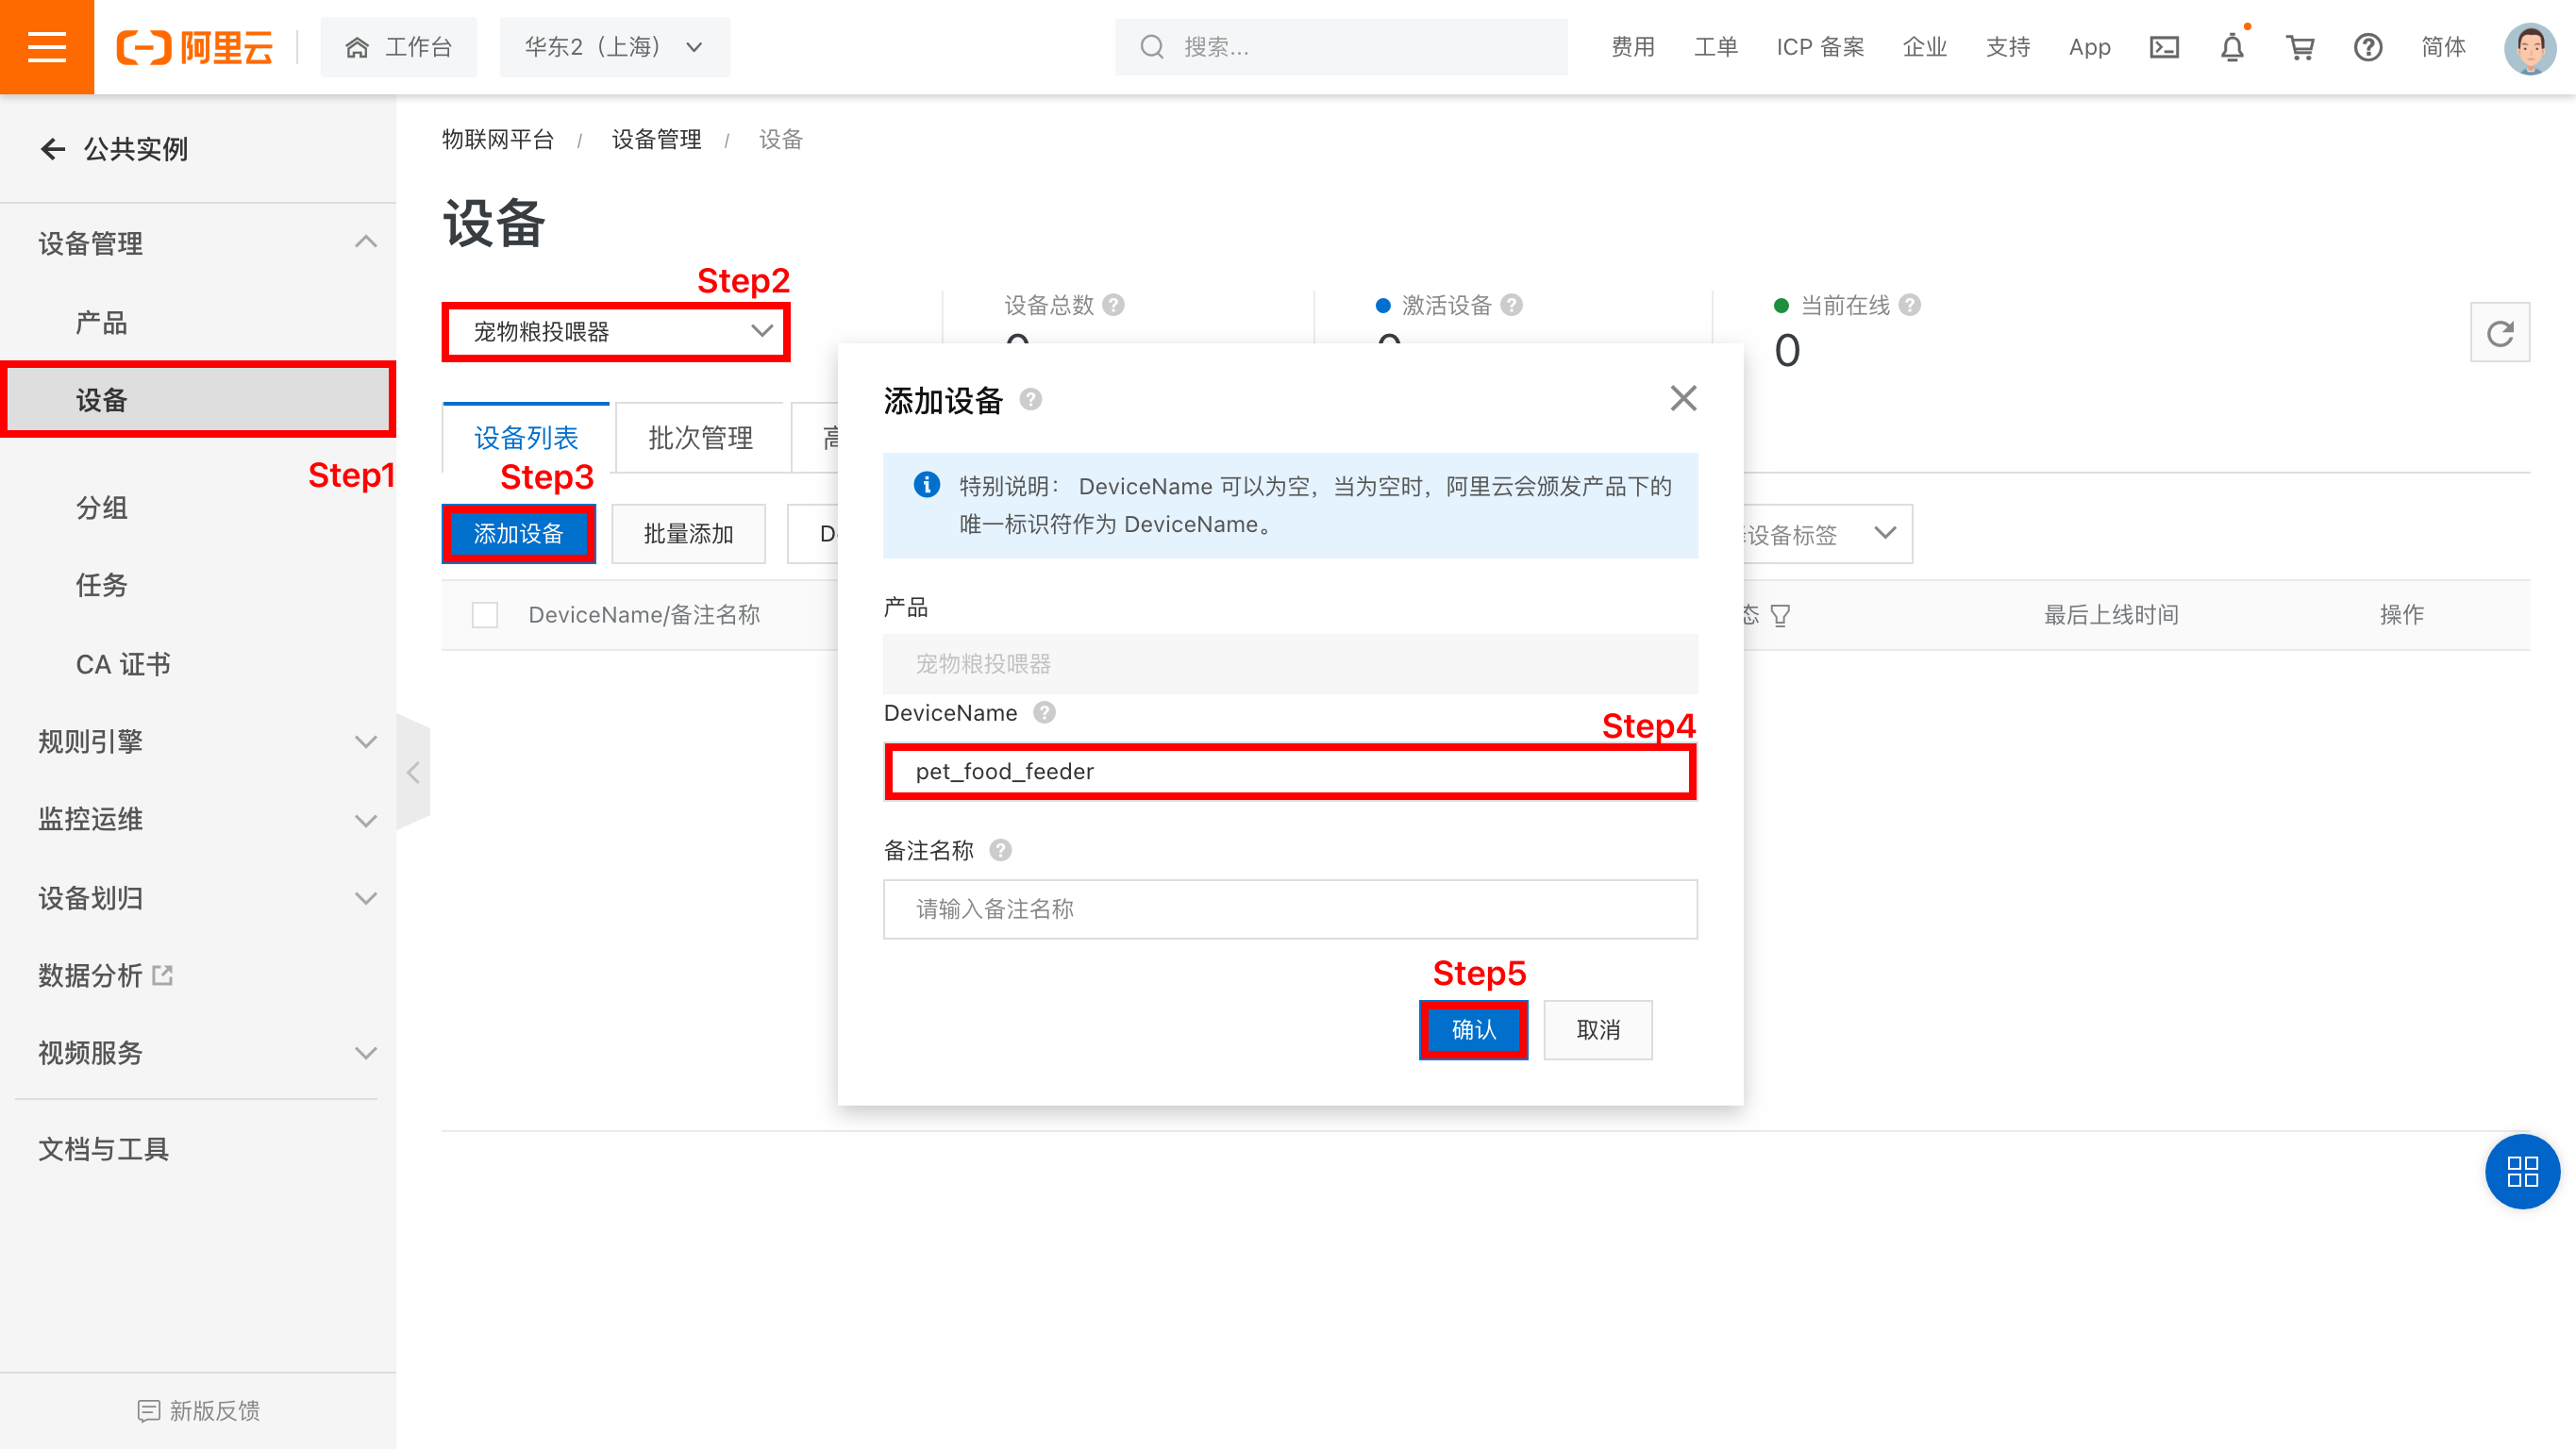 阿里云
工作台
华东2（上海）
搜索...
费用
工单
ICP 备案
企业
支持
App
简体
公共实例
设备管理
产品
设备
Step1
分组
任务
CA 证书
规则引擎
监控运维
设备划归
数据分析
视频服务
文档与工具
新版反馈
物联网平台 / 设备管理 / 设备
设备
Step2
宠物粮投喂器
设备总数
激活设备
当前在线
0
设备列表
批次管理
Step3
添加设备
批量添加
设备标签
DeviceName/备注名称
态
最后上线时间
操作
添加设备
特别说明： DeviceName 可以为空，当为空时，阿里云会颁发产品下的
唯一标识符作为 DeviceName。
产品
宠物粮投喂器
DeviceName
Step4
pet_food_feeder
备注名称
请输入备注名称
Step5
确认
取消